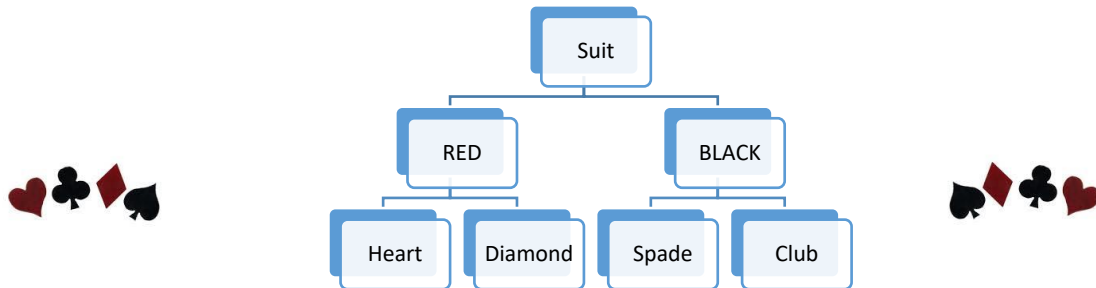 Suit
RED
BLACK
Heart
Diamond
Spade
Club